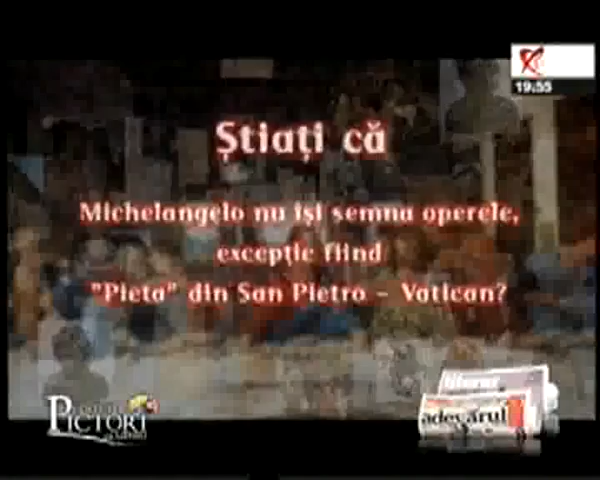 19:55
Știați că
Michelangelo nu își semna operele,
excepție fiind
"Pieta" din San Pietro - Vatican?
PICTORI
adevărul